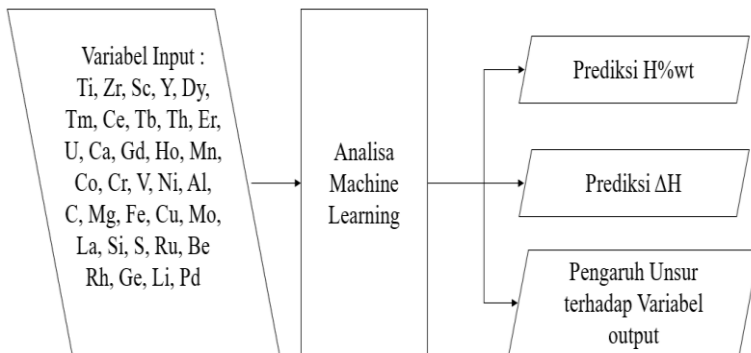 Variabel Input :
Ti, Zr, Sc, Y, Dy,
Tm, Ce, Tb, Th, Er,
U, Ca, Gd, Ho, Mn,
Co, Cr, V, Ni, Al,
C, Mg, Fe, Cu, Mo,
La, Si, S, Ru, Be
Rh, Ge, Li, Pd
Analisa
Machine
Learning
Prediksi H%wt
Prediksi ΔH
Pengaruh Unsur
terhadap Variabel
output